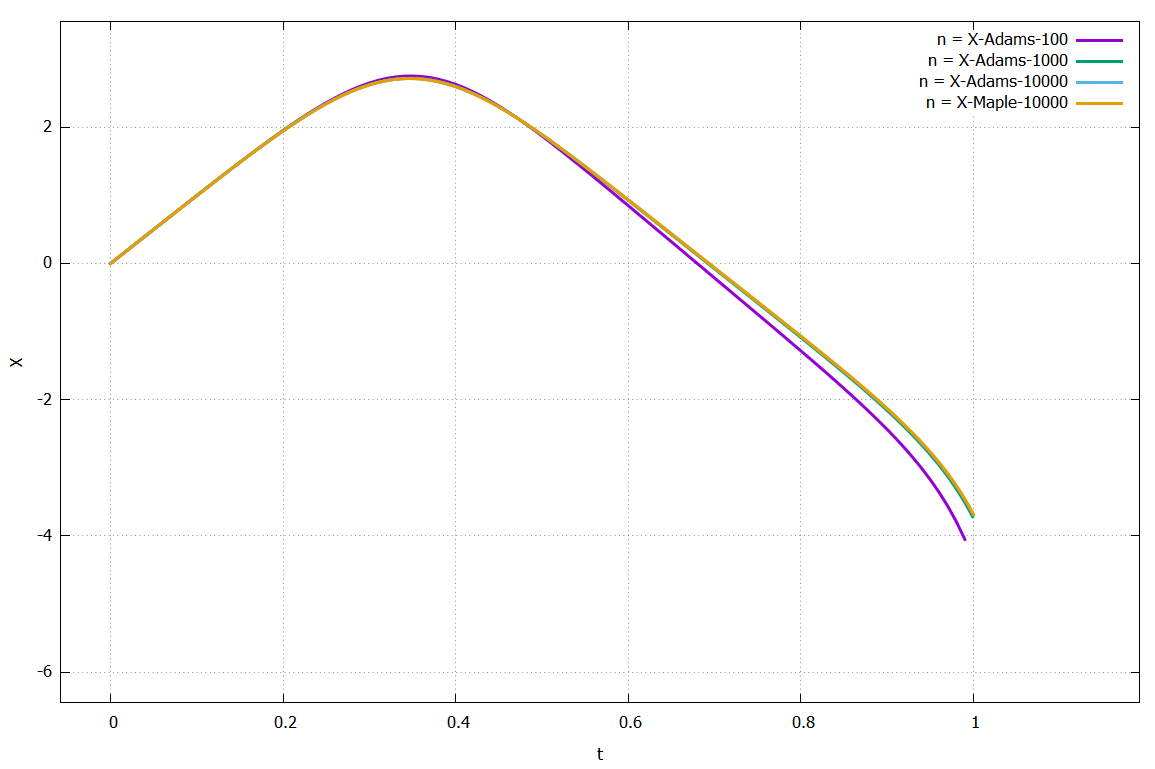 n = X-Adams-100
n = X-Adams-1000
n = X-Adams-10000
n = X-Maple-10000
2
0
-2
-4
-6
X
0 0.2 0.4 0.6 0.8 1
t